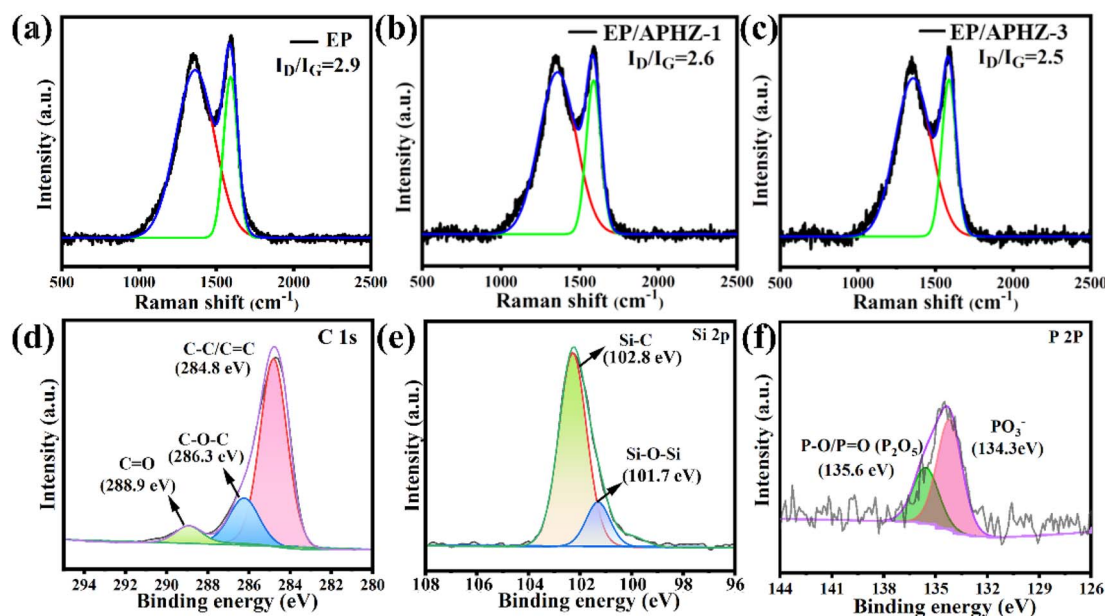 (a)
EP
I_D/I_G=2.9
Intensity (a.u.)
500 1000 1500 2000 2500
Raman shift (cm⁻¹)
(b)
EP/APHZ-1
I_D/I_G=2.6
Intensity (a.u.)
500 1000 1500 2000 2500
Raman shift (cm⁻¹)
(c)
EP/APHZ-3
I_D/I_G=2.5
Intensity (a.u.)
500 1000 1500 2000 2500
Raman shift (cm⁻¹)
(d)
C 1s
C-C/C=C
(284.8 eV)
C-O-C
(286.3 eV)
C=O
(288.9 eV)
Intensity (a.u.)
294 292 290 288 286 284 282 280
Binding energy (eV)
(e)
Si 2p
Si-C
(102.8 eV)
Si-O-Si
(101.7 eV)
Intensity (a.u.)
108 106 104 102 100 98 96
Binding energy (eV)
(f)
P 2P
PO₃⁻
(134.3eV)
P-O/P=O (P₂O₅)
(135.6 eV)
Intensity (a.u.)
144 141 138 135 132 129 126
Binding energy (eV)